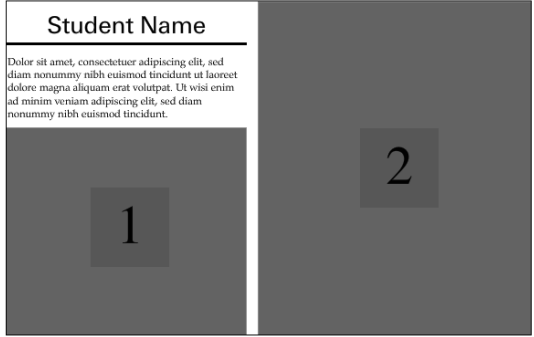 Student Name
Dolor sit amet, consectetuer adipiscing elit, sed
diam nonummy nibh euismod tincidunt ut laoreet
dolore magna aliquam erat volutpat. Ut wisi enim
ad minim veniam adipiscing elit, sed diam
nonummy nibh euismod tincidunt.
1
2